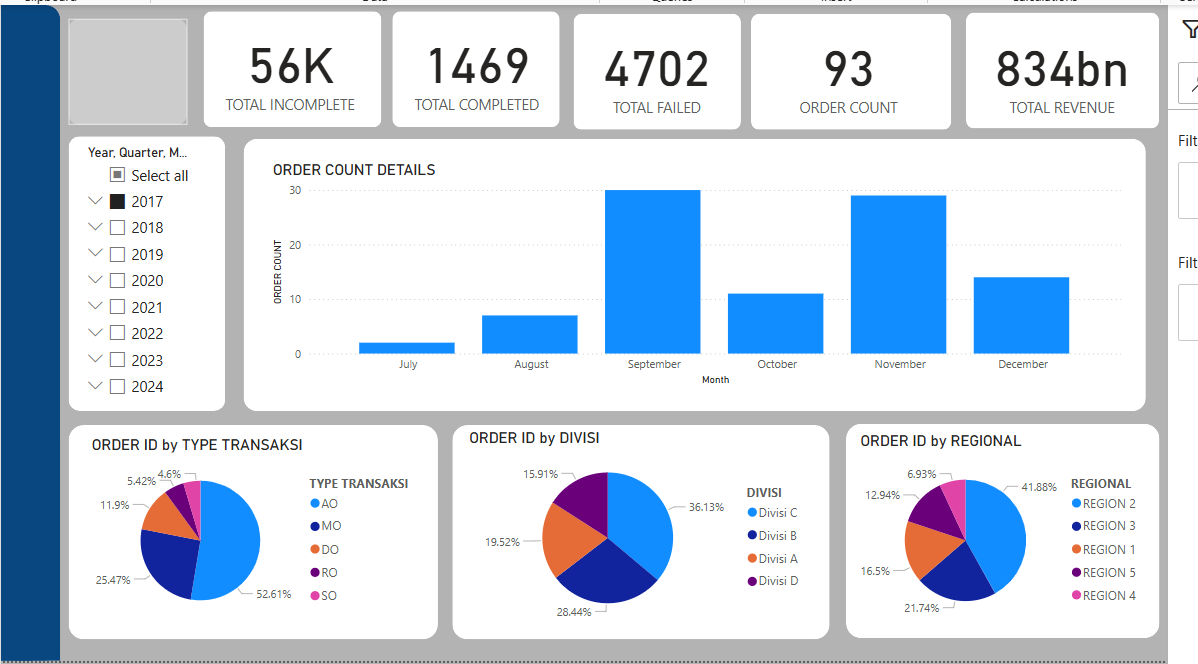 56K
TOTAL INCOMPLETE
1469
TOTAL COMPLETED
4702
TOTAL FAILED
93
ORDER COUNT
834bn
TOTAL REVENUE
Year, Quarter, M...
Select all
2017
2018
2019
2020
2021
2022
2023
2024
ORDER COUNT DETAILS
ORDER COUNT
30
20
10
0
July August September October November December
Month
Filt
Filt
ORDER ID by TYPE TRANSAKSI
4.6%
5.42%
11.9%
25.47%
52.61%
TYPE TRANSAKSI
AO
MO
DO
RO
SO
ORDER ID by DIVISI
15.91%
36.13%
19.52%
28.44%
DIVISI
Divisi C
Divisi B
Divisi A
Divisi D
ORDER ID by REGIONAL
6.93%
41.88%
12.94%
16.5%
21.74%
REGIONAL
REGION 2
REGION 3
REGION 1
REGION 5
REGION 4